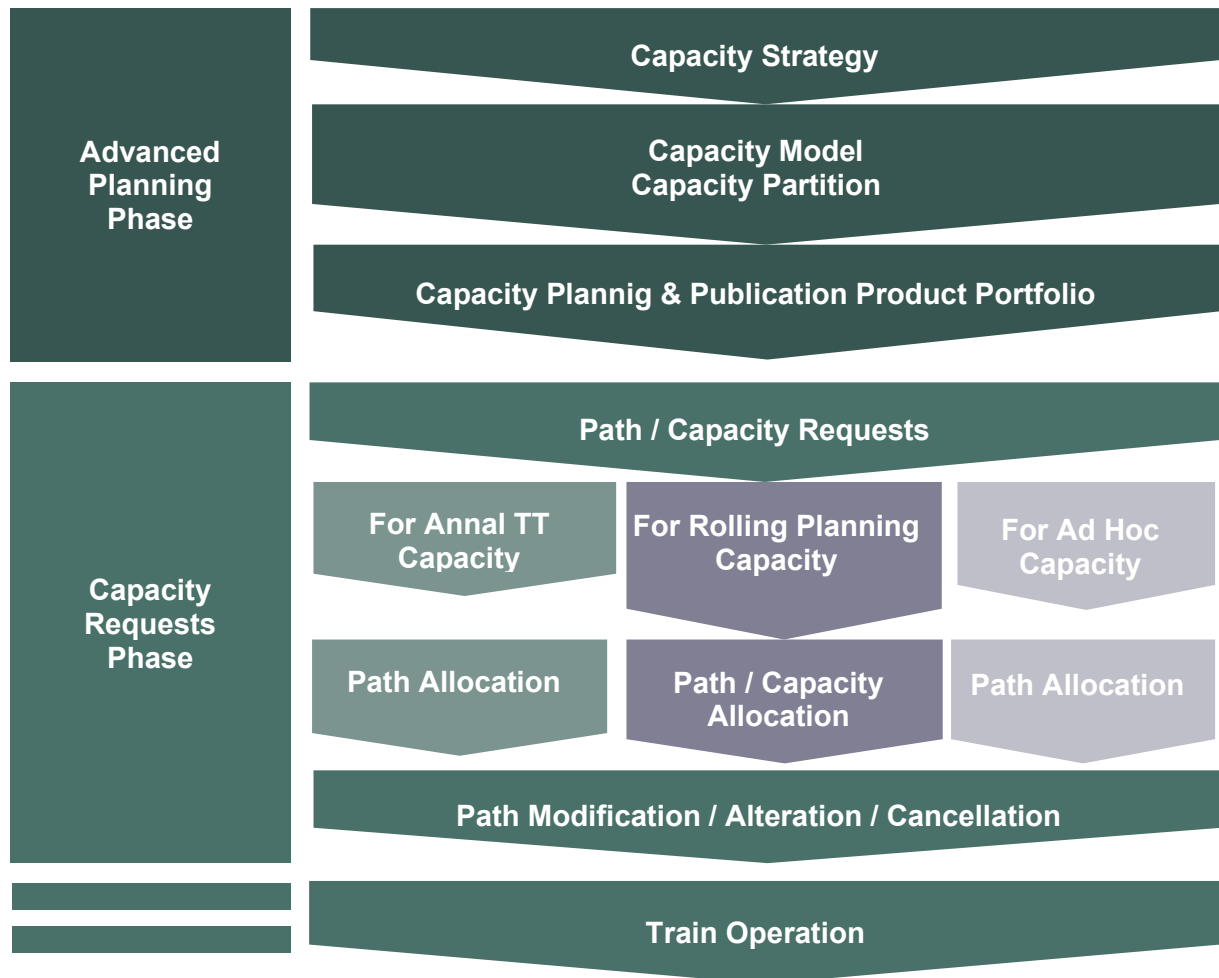 Advanced
Planning
Phase
Capacity Strategy
Capacity Model
Capacity Partition
Capacity Plannig & Publication Product Portfolio
Capacity
Requests
Phase
Path / Capacity Requests
For Annal TT
Capacity
For Rolling Planning
Capacity
For Ad Hoc
Capacity
Path Allocation
Path / Capacity
Allocation
Path Allocation
Path Modification / Alteration / Cancellation
Train Operation